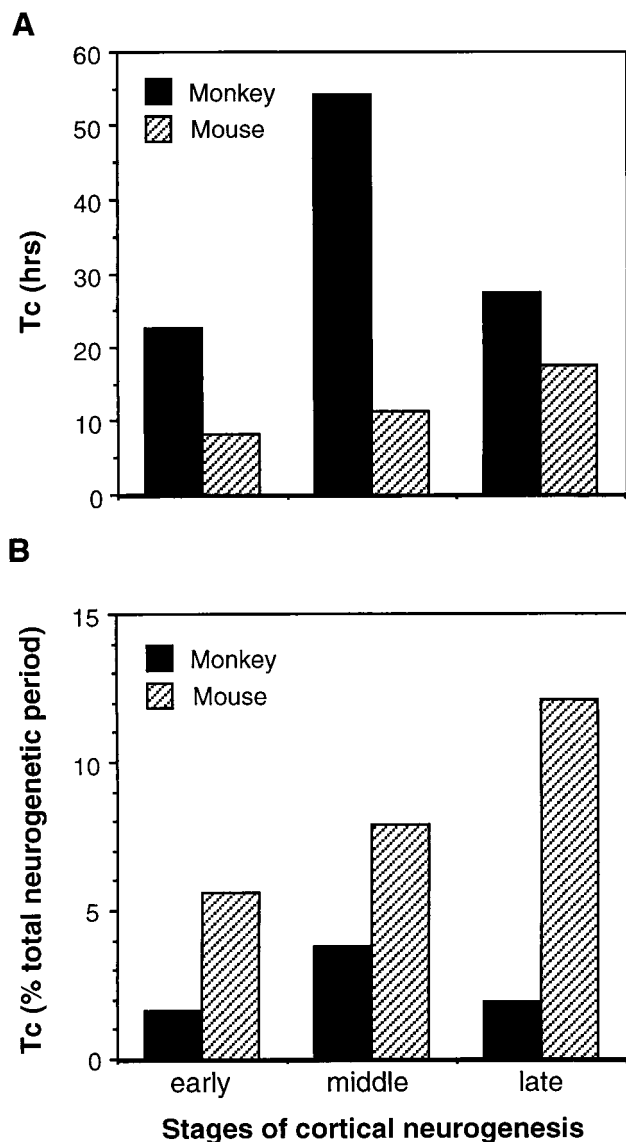 A
Tc (hrs)
60
50
40
30
20
10
0
Monkey
Mouse
B
Tc (% total neurogenetic period)
15
10
5
0
Monkey
Mouse
early middle late
Stages of cortical neurogenesis